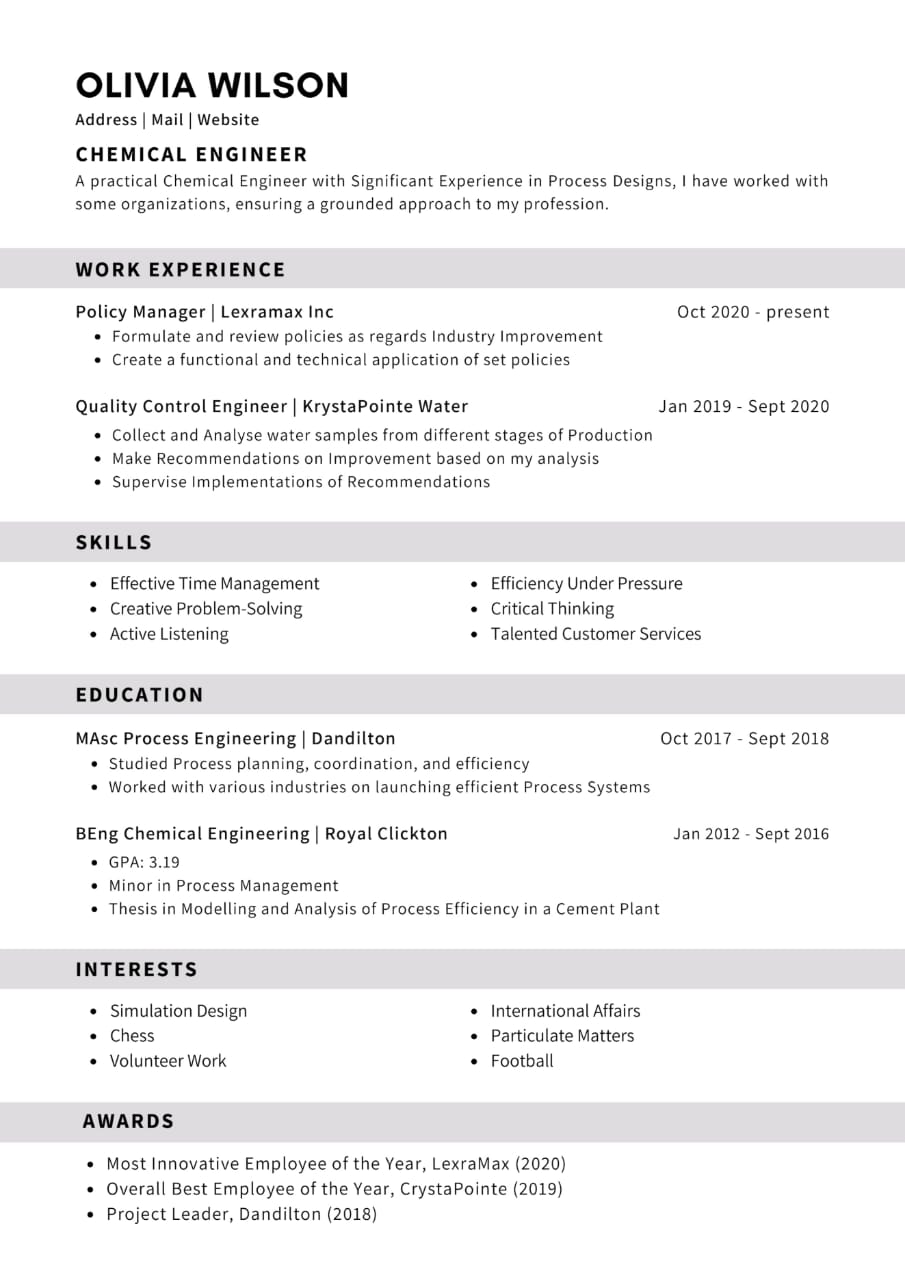 OLIVIA WILSON
Address | Mail | Website
CHEMICAL ENGINEER
A practical Chemical Engineer with Significant Experience in Process Designs, I have worked with
some organizations, ensuring a grounded approach to my profession.
WORK EXPERIENCE
Policy Manager | Lexramax Inc Oct 2020 - present
• Formulate and review policies as regards Industry Improvement
• Create a functional and technical application of set policies
Quality Control Engineer | KrystaPointe Water Jan 2019 - Sept 2020
• Collect and Analyse water samples from different stages of Production
• Make Recommendations on Improvement based on my analysis
• Supervise Implementations of Recommendations
SKILLS
• Effective Time Management
• Creative Problem-Solving
• Active Listening
• Efficiency Under Pressure
• Critical Thinking
• Talented Customer Services
EDUCATION
MAsc Process Engineering | Dandilton Oct 2017 - Sept 2018
• Studied Process planning, coordination, and efficiency
• Worked with various industries on launching efficient Process Systems
BEng Chemical Engineering | Royal Clickton Jan 2012 - Sept 2016
• GPA: 3.19
• Minor in Process Management
• Thesis in Modelling and Analysis of Process Efficiency in a Cement Plant
INTERESTS
• Simulation Design
• Chess
• Volunteer Work
• International Affairs
• Particulate Matters
• Football
AWARDS
• Most Innovative Employee of the Year, LexraMax (2020)
• Overall Best Employee of the Year, CrystaPointe (2019)
• Project Leader, Dandilton (2018)